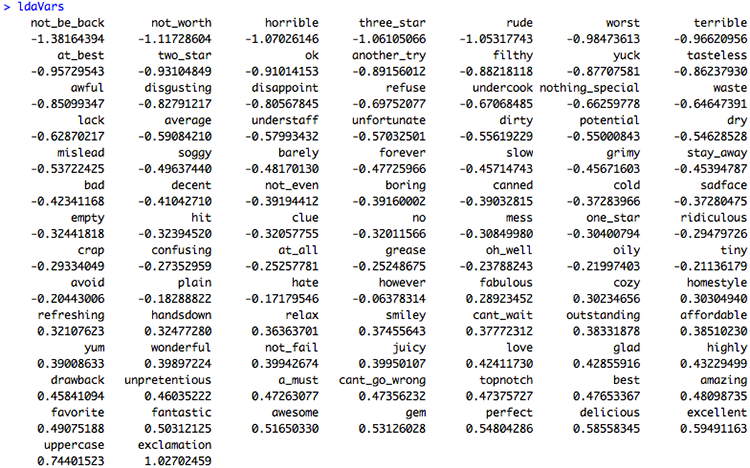 > ldaVars
not_be_back not_worth horrible three_star rude worst terrible
-1.38164394 -1.11728604 -1.07026146 -1.06105066 -1.05317743 -0.98473613 -0.96620956
at_best two_star ok another_try filthy yuck tasteless
-0.95729543 -0.93104849 -0.91014153 -0.89156012 -0.88218118 -0.87707581 -0.86237930
awful disgusting disappoint refuse undercook nothing_special waste
-0.85099347 -0.82791217 -0.80567845 -0.69752077 -0.67068485 -0.66259778 -0.64647391
lack average understaff unfortunate dirty potential dry
-0.62870217 -0.59084210 -0.57993432 -0.57032501 -0.55619229 -0.55000843 -0.54628528
mislead soggy barely forever slow grimy stay_away
-0.53722425 -0.49637440 -0.48170130 -0.47725966 -0.45714743 -0.45671603 -0.45394787
bad decent not_even boring canned cold sadface
-0.42341168 -0.41042710 -0.39194412 -0.39160002 -0.39032815 -0.37283966 -0.37280475
empty hit clue no mess one_star ridiculous
-0.32441818 -0.32394520 -0.32057755 -0.32011566 -0.30849980 -0.30400794 -0.29479726
crap confusing at_all grease oh_well oily tiny
-0.29334049 -0.27352959 -0.25257781 -0.25248675 -0.23788243 -0.21997403 -0.21136179
avoid plain hate however fabulous cozy homestyle
-0.20443006 -0.18288822 -0.17179546 -0.06378314 0.28923452 0.30234656 0.30304940
refreshing handsdown relax smiley cant_wait outstanding affordable
0.32107623 0.32477280 0.36363701 0.37455643 0.37772312 0.38331878 0.38510230
yum wonderful not_fail juicy love glad highly
0.39008633 0.39897224 0.39942674 0.39950107 0.42411730 0.42855916 0.43229499
drawback unpretentious a_must cant_go_wrong topnotch best amazing
0.45841094 0.46035222 0.47263077 0.47356232 0.47375727 0.47653367 0.48098735
favorite fantastic awesome gem perfect delicious excellent
0.49075188 0.50312125 0.51650330 0.53126028 0.54804286 0.58558345 0.59491163
uppercase exclamation
0.74401523 1.02702459